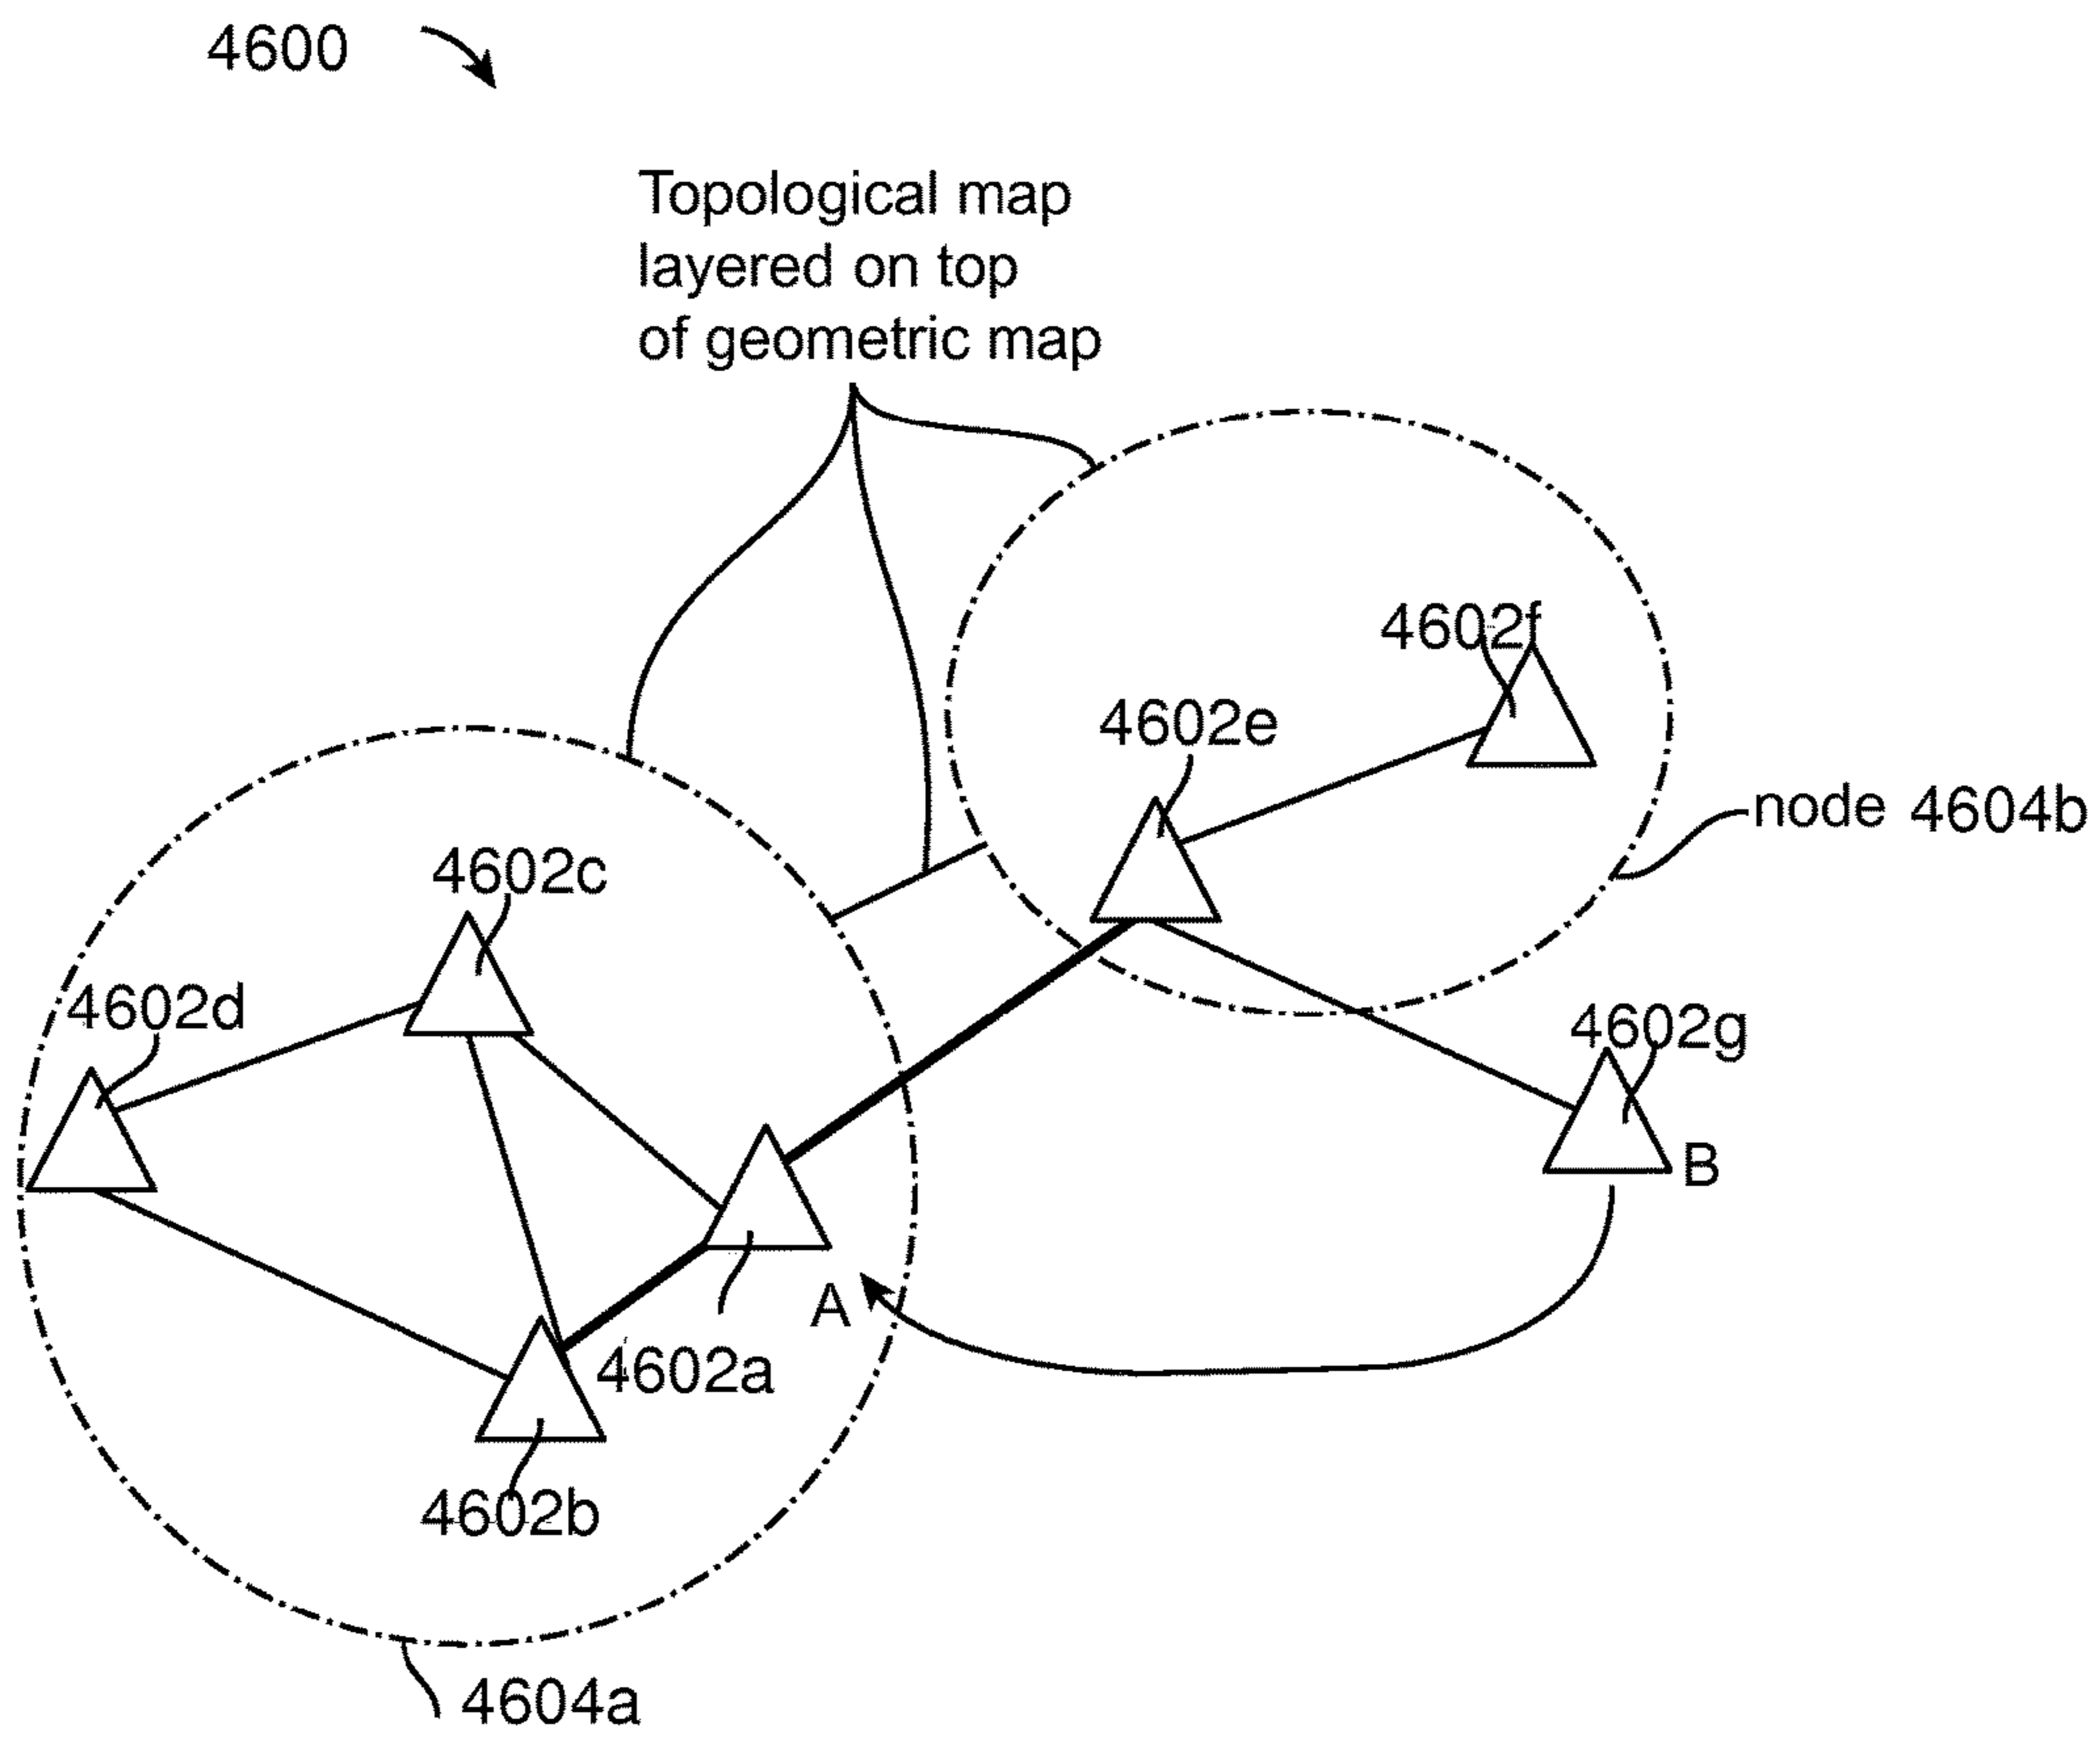 4600
Topological map
layered on top
of geometric map
4602f
4602e
node 4604b
4602c
4602d
4602g
B
A
4602a
4602b
4604a